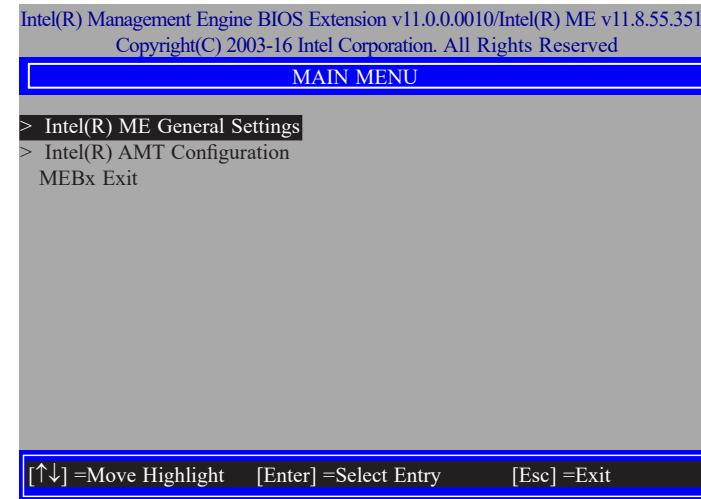 Intel(R) Management Engine BIOS Extension v11.0.0.0010/Intel(R) ME v11.8.55.351
Copyright(C) 2003-16 Intel Corporation. All Rights Reserved
MAIN MENU
> Intel(R) ME General Settings
> Intel(R) AMT Configuration
MEBx Exit
[↑↓] =Move Highlight [Enter] =Select Entry [Esc] =Exit